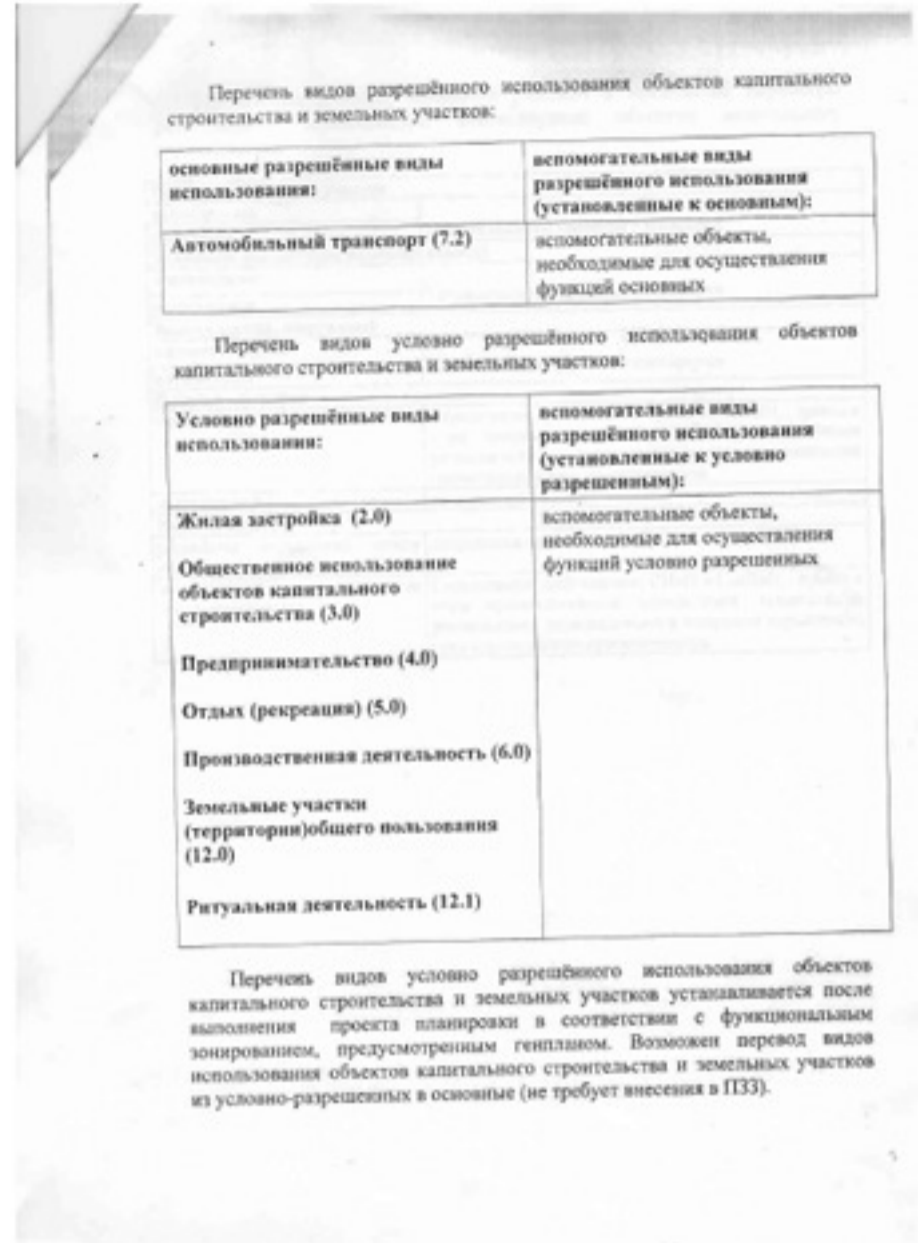 Перечень видов разрешённого использования объектов капитального
строительства и земельных участков:
основные разрешённые виды
использования:
вспомогательные виды
разрешённого использования
(установленные к основным):
Автомобильный транспорт (7.2)
вспомогательные объекты,
необходимые для осуществления
функций основных
Перечень видов условно разрешённого использования объектов
капитального строительства и земельных участков:
Условно разрешённые виды
использования:
вспомогательные виды
разрешённого использования
(установленные к условно
разрешенным):
Жилая застройка (2.0)
Общественное использование
объектов капитального
строительства (3.0)
Предпринимательство (4.0)
Отдых (рекреация) (5.0)
Производственная деятельность (6.0)
Земельные участки
(территории)общего пользования
(12.0)
Ритуальная деятельность (12.1)
вспомогательные объекты,
необходимые для осуществления
функций условно разрешенных
Перечень видов условно разрешённого использования объектов
капитального строительства и земельных участков устанавливается после
выполнения проекта планировки в соответствии с функциональным
зонированием, предусмотренным генпланом. Возможен перевод видов
использования объектов капитального строительства и земельных участков
из условно-разрешенных в основные (не требует внесения в ПЗЗ).